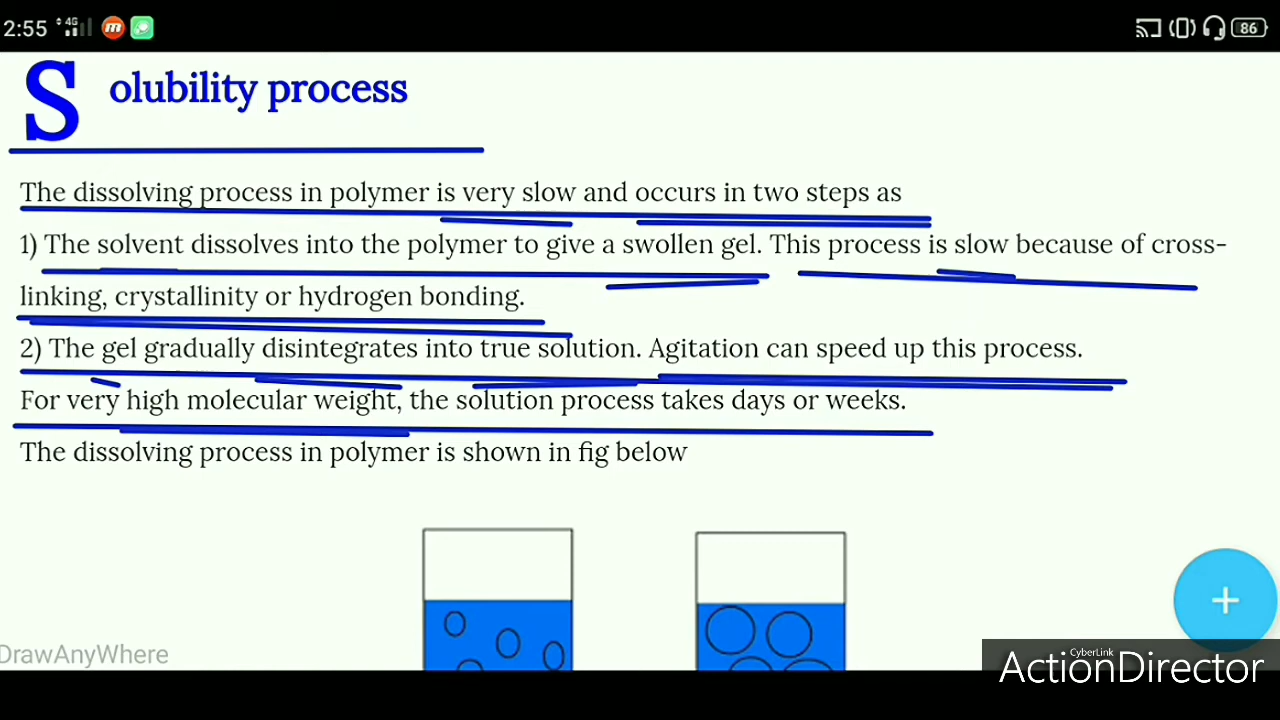 2:55 4G m 86
Solubility process
The dissolving process in polymer is very slow and occurs in two steps as
1) The solvent dissolves into the polymer to give a swollen gel. This process is slow because of cross-
linking, crystallinity or hydrogen bonding.
2) The gel gradually disintegrates into true solution. Agitation can speed up this process.
For very high molecular weight, the solution process takes days or weeks.
The dissolving process in polymer is shown in fig below
+
DrawAnyWhere
CyberLink
ActionDirector